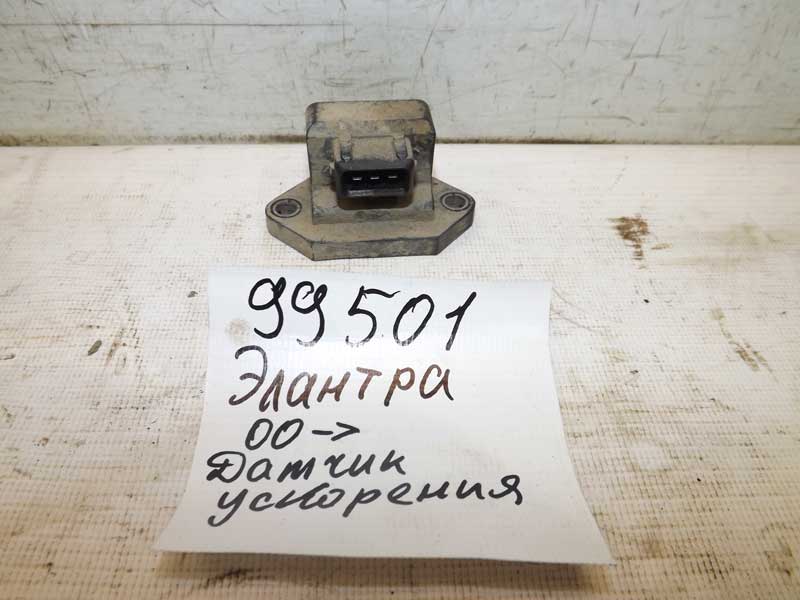 99501
Элантра
00->
Датчик
ускорения